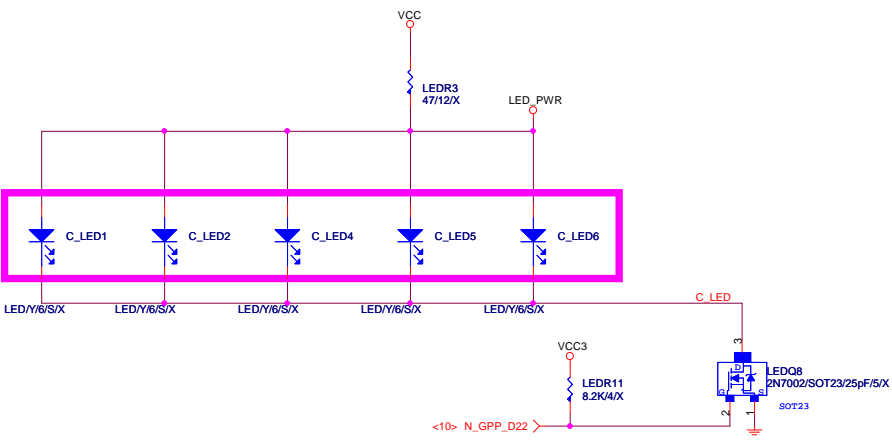 VCC
LEDR3
47/12/X
LED_PWR
C_LED1
C_LED2
C_LED4
C_LED5
C_LED6
LED/Y/6/S/X
LED/Y/6/S/X
LED/Y/6/S/X
LED/Y/6/S/X
LED/Y/6/S/X
C_LED
VCC3
LEDR11
8.2K/4/X
<10> N_GPP_D22
3
D
G
S
2
1
LEDQ8
2N7002/SOT23/25pF/5/X
SOT23